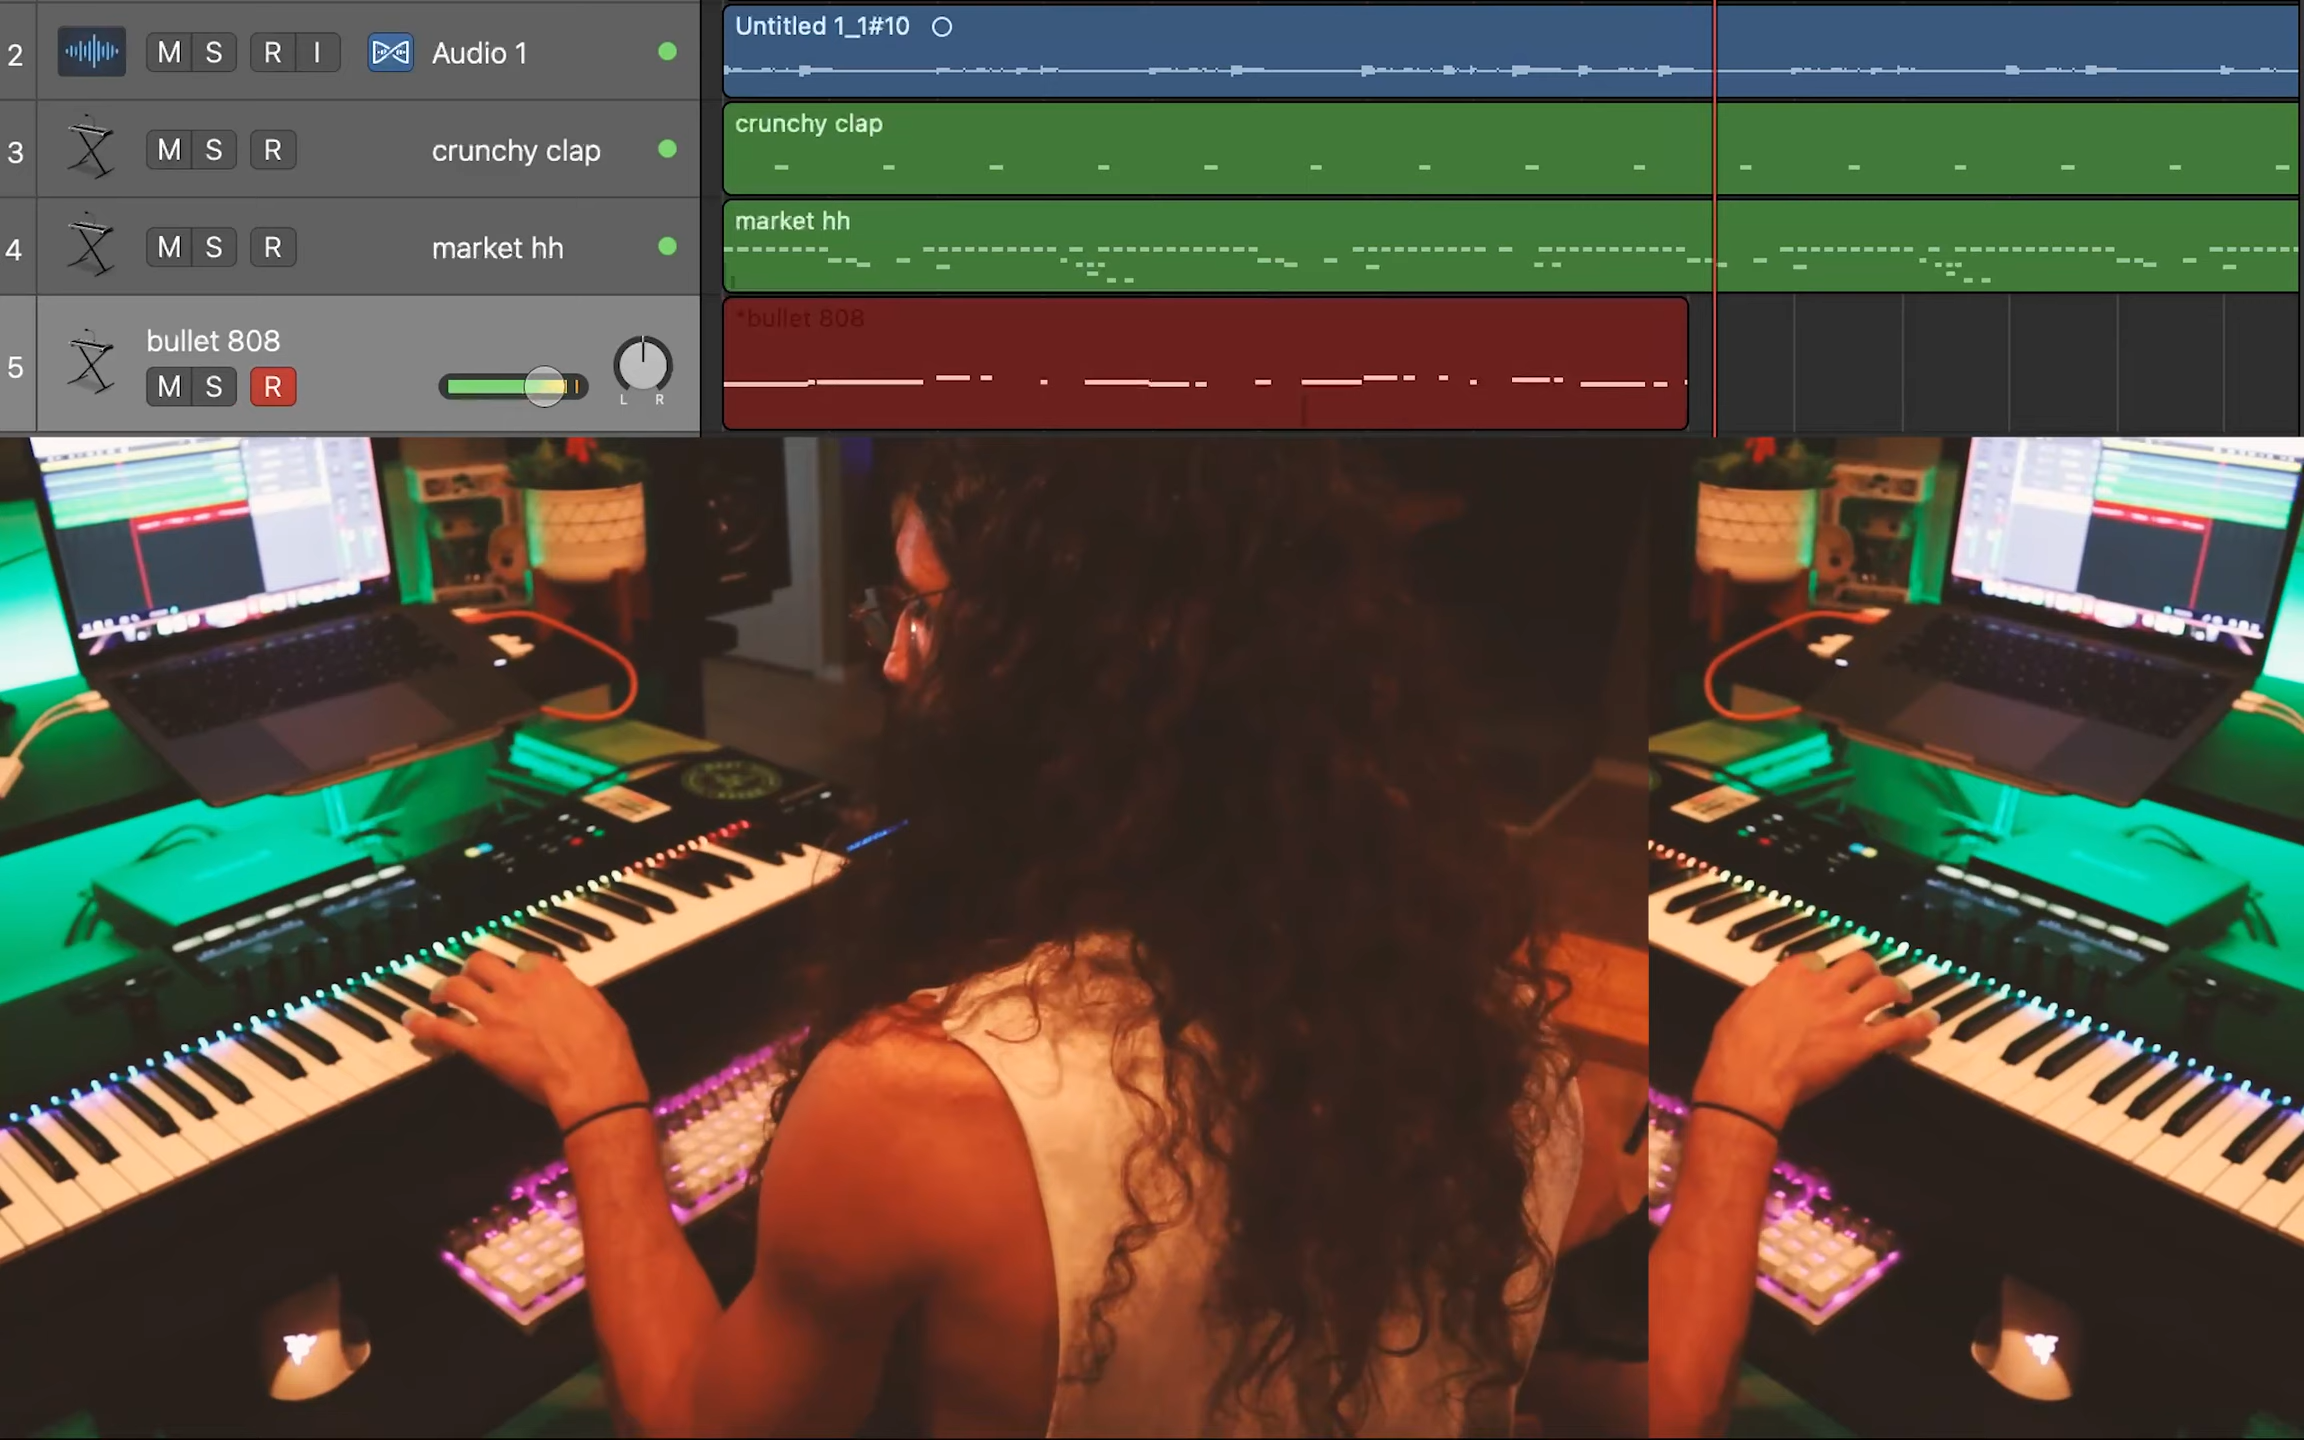 2 M S R I Audio 1
Untitled 1_1#10
3 M S R crunchy clap
crunchy clap
4 M S R market hh
market hh
5 bullet 808
M S R
L R
*bullet 808